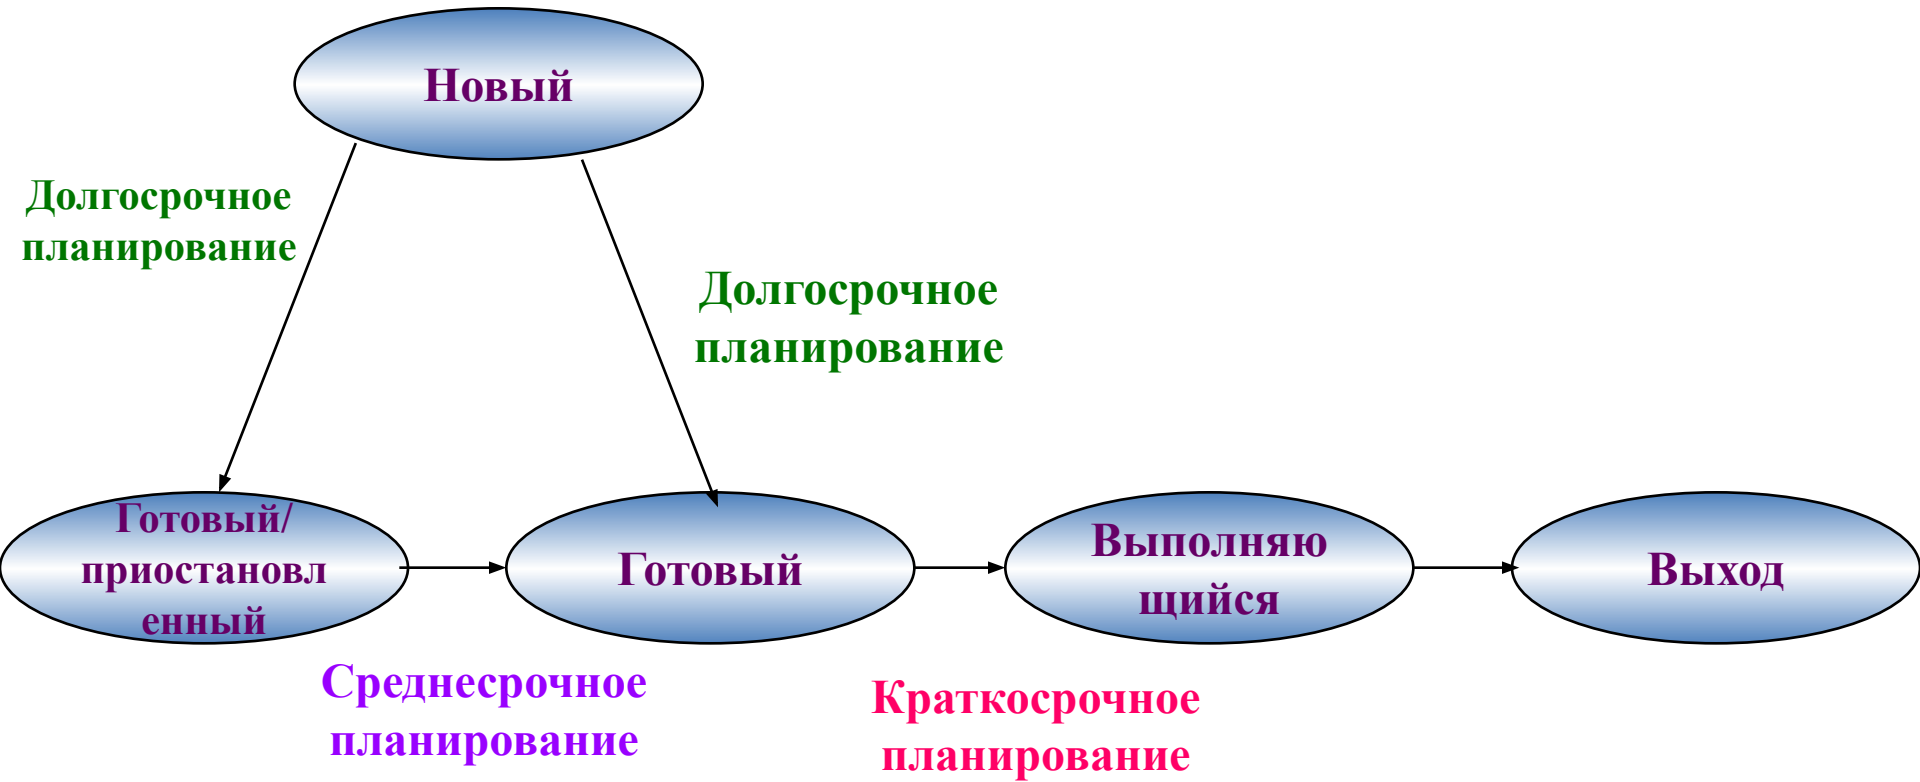 Новый
Долгосрочное
планирование
Долгосрочное
планирование
Готовый/
приостановл
енный
Готовый
Выполняю
щийся
Выход
Среднесрочное
планирование
Краткосрочное
планирование